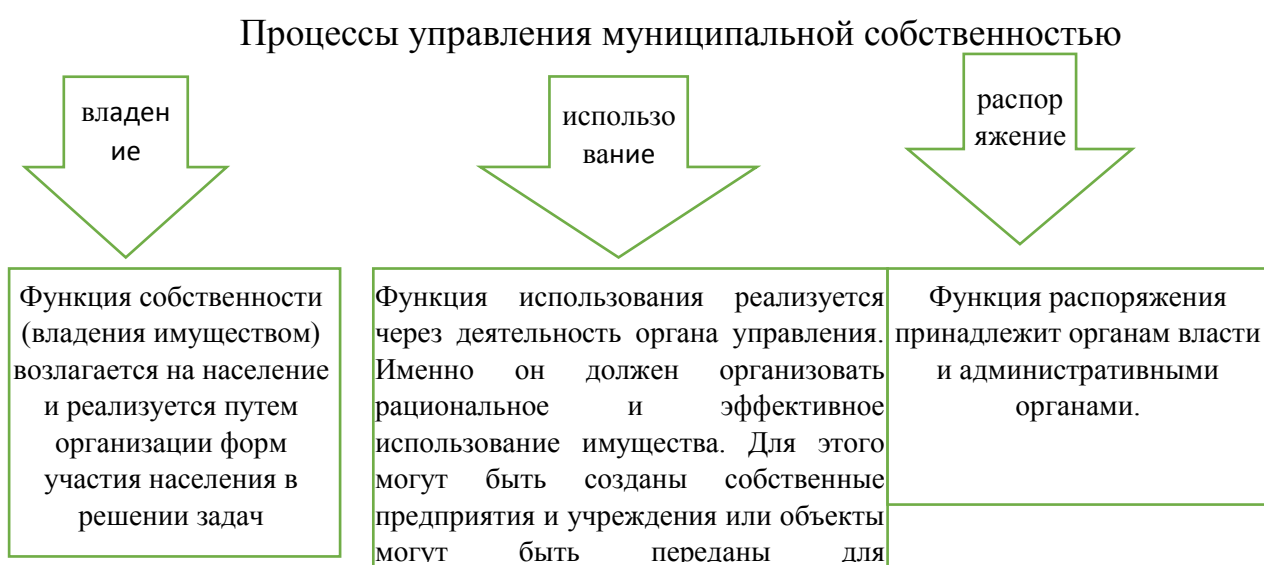 Процессы управления муниципальной собственностью
владен
ие
использо
вание
распор
яжение
Функция собственности
(владения имуществом)
возлагается на население
и реализуется путем
организации форм
участия населения в
решении задач
Функция использования реализуется
через деятельность органа управления.
Именно он должен организовать
рациональное и эффективное
использование имущества. Для этого
могут быть созданы собственные
предприятия и учреждения или объекты
могут быть переданы для
Функция распоряжения
принадлежит органам власти
и административными
органами.